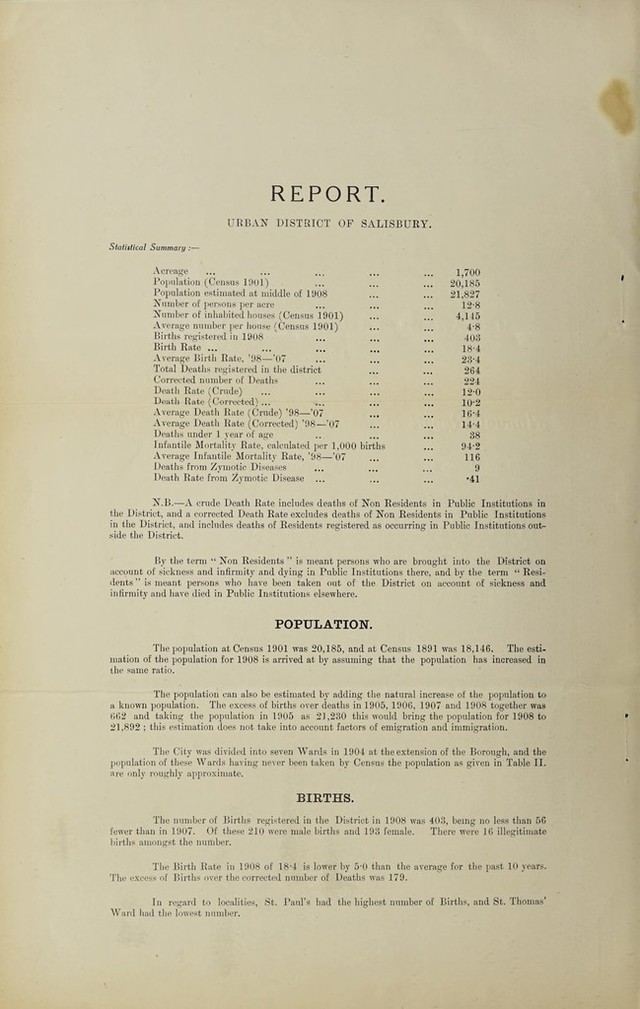 REPORT.
URBAN DISTRICT OF SALISBURY.
Statistical Summary :—
Acreage ... ... ... ... ... 1,700
Population (Census 1901) ... ... ... 20,185
Population estimated at middle of 1908 ... ... 21,827
Number of persons per acre ... ... ... 12·8
Number of inhabited houses (Census 1901) ... ... 4,145
Average number per house (Census 1901) ... ... 4·8
Births registered in 1908 ... ... ... 403
Birth Rate ... ... ... ... ... 18·4
Average Birth Rate, '98—'07 ... ... ... 23·4
Total Deaths registered in the district ... ... 264
Corrected number of Deaths ... ... ... 224
Death Rate (Crude) ... ... ... ... 12·0
Death Rate (Corrected) ... ... ... ... 10·2
Average Death Rate (Crude) '98—'07 ... ... 16·4
Average Death Rate (Corrected) '98—'07 ... ... 14·4
Deaths under 1 year of age .. ... ... 38
Infantile Mortality Rate, calculated per 1,000 births ... 94·2
Average Infantile Mortality Rate, '98—'07 ... ... 116
Deaths from Zymotic Diseases ... ... ... 9
Death Rate from Zymotic Disease ... ... ... ·41
N.B.—A crude Death Rate includes deaths of Non Residents in Public Institutions in
the District, and a corrected Death Rate excludes deaths of Non Residents in Public Institutions
in the District, and includes deaths of Residents registered as occurring in Public Institutions out-
side the District.
By the term “ Non Residents ” is meant persons who are brought into the District on
account of sickness and infirmity and dying in Public Institutions there, and by the term “ Resi-
dents ” is meant persons who have been taken out of the District on account of sickness and
infirmity and have died in Public Institutions elsewhere.
POPULATION.
The population at Census 1901 was 20,185, and at Census 1891 was 18,146. The esti-
mation of the population for 1908 is arrived at by assuming that the population has increased in
the same ratio.
The population can also be estimated by adding the natural increase of the population to
a known population. The excess of births over deaths in 1905, 1906, 1907 and 1908 together was
662 and taking the population in 1905 as 21,230 this would bring the population for 1908 to
21,892 ; this estimation does not take into account factors of emigration and immigration.
The City was divided into seven Wards in 1904 at the extension of the Borough, and the
population of these Wards having never been taken by Census the population as given in Table II.
are only roughly approximate.
BIRTHS.
The number of Births registered in the District in 1908 was 403, being no less than 56
fewer than in 1907. Of these 210 were male births and 193 female. There were 16 illegitimate
births amongst the number.
The Birth Rate in 1908 of 18·4 is lower by 5·0 than the average for the past 10 years.
The excess of Births over the corrected number of Deaths was 179.
In regard to localities, St. Paul's had the highest number of Births, and St. Thomas'
Ward had the lowest number.